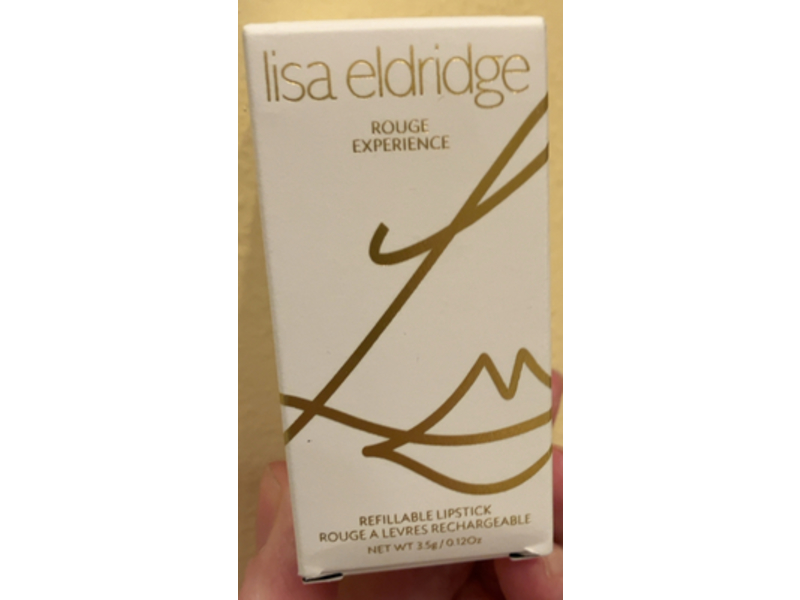 lisa eldridge
ROUGE
EXPERIENCE
REFILLABLE LIPSTICK
ROUGE A LEVRES RECHARGEABLE
NET WT 3.5g / 0.12Oz